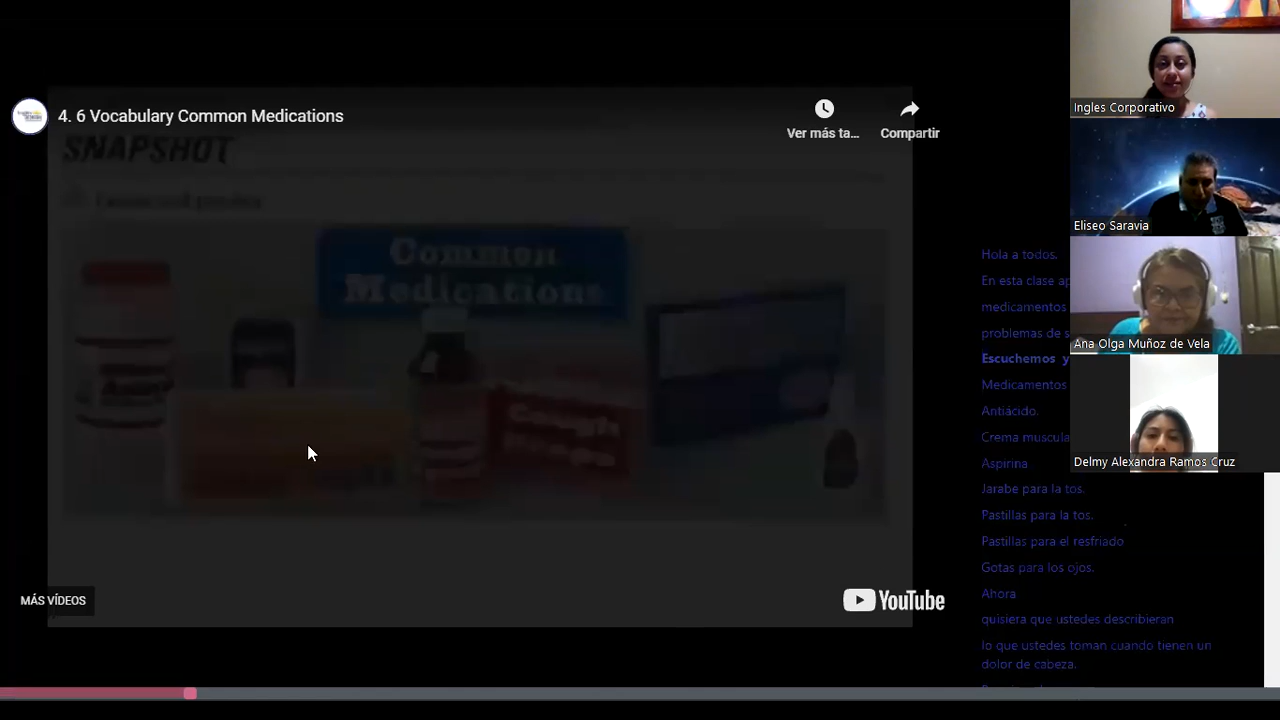 4. 6 Vocabulary Common Medications
Ver más ta...
Compartir
SNAPSHOT
Common
Medications
Cough
MÁS VÍDEOS
YouTube
Hola a todos.
En esta clase
medicamentos
problemas de
Escuchemos y
Medicamentos
Antiácido.
Crema
Aspirina
Jarabe para la tos.
Pastillas para la tos.
Pastillas para el resfriado
Gotas para los ojos.
Ahora
quisiera que ustedes describieran
lo que ustedes toman cuando tienen un
dolor de cabeza.
Ingles Corporativo
Eliseo Saravia
Ana Olga Muñoz de Vela
Delmy Alexandra Ramos Cruz